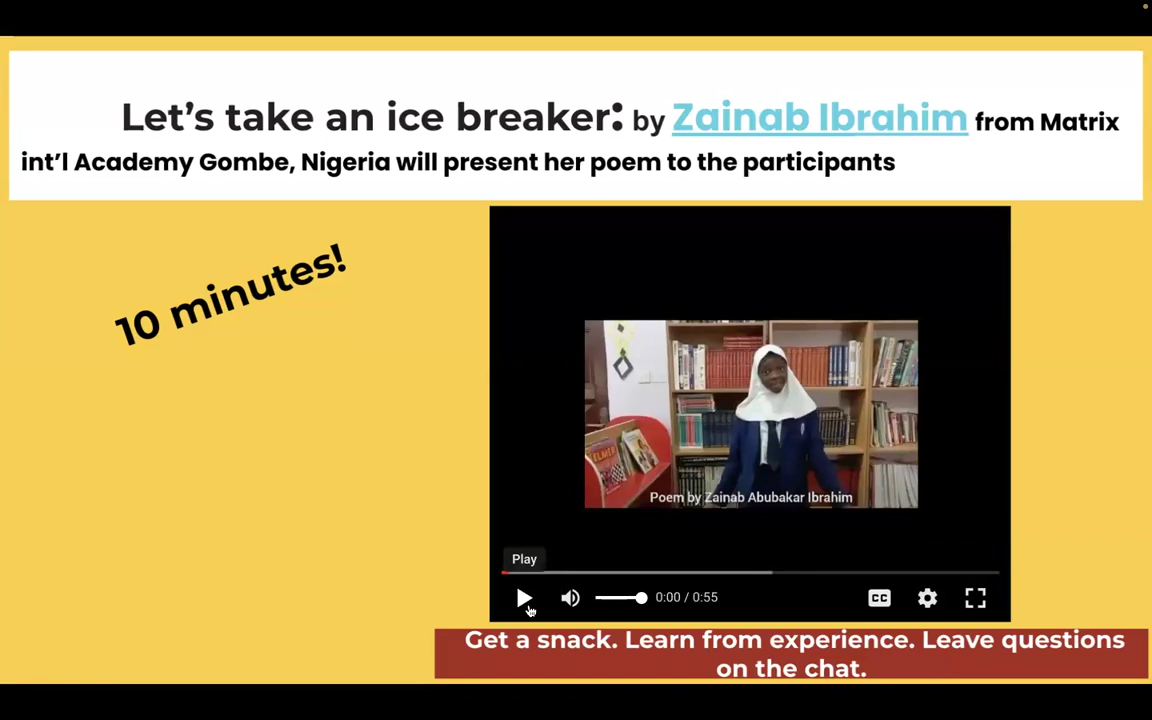 Let's take an ice breaker: by Zainab Ibrahim from Matrix
int'l Academy Gombe, Nigeria will present her poem to the participants
10 minutes!
ELMER
Poem by Zainab Abubakar Ibrahim
Play
0:00 / 0:55
CC
Get a snack. Learn from experience. Leave questions
on the chat.